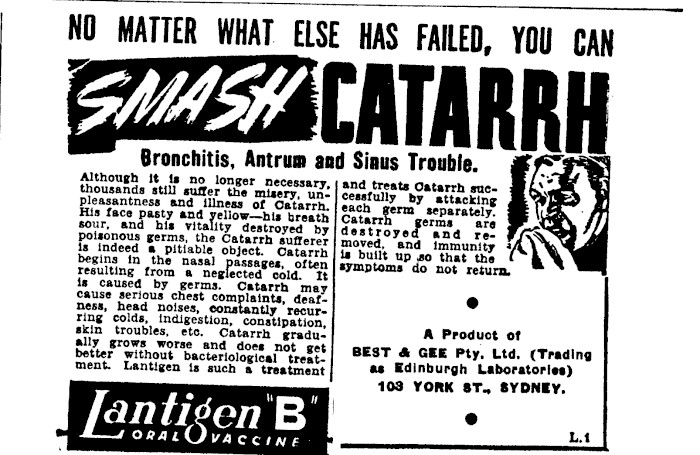 NO MATTER WHAT ELSE HAS FAILED, YOU CAN
SMASH CATARRH
Bronchitis, Antrum and Sinus Trouble.
Although it is no longer necessary,
thousands still suffer the misery, un-
pleasantness and illness of Catarrh.
His face pasty and yellow—his breath
sour, and his vitality destroyed by
poisonous germs, the Catarrh sufferer
is indeed a pitiable object. Catarrh
begins in the nasal passages, often
resulting from a neglected cold. It
is caused by germs. Catarrh may
cause serious chest complaints, deaf-
ness, head noises, constantly recur-
ring colds, indigestion, constipation,
skin troubles, etc. Catarrh gradu-
ally grows worse and does not get
better without bacteriological treat-
ment. Lantigen is such a treatment
and treats Catarrh suc-
cessfully by attacking
each germ separately.
Catarrh germs are
destroyed and re-
moved, and immunity
is built up so that the
symptoms do not return.
A Product of
BEST & GEE Pty. Ltd. (Trading
as Edinburgh Laboratories)
103 YORK ST., SYDNEY.
L.1
Lantigen "B"
ORAL VACCINE